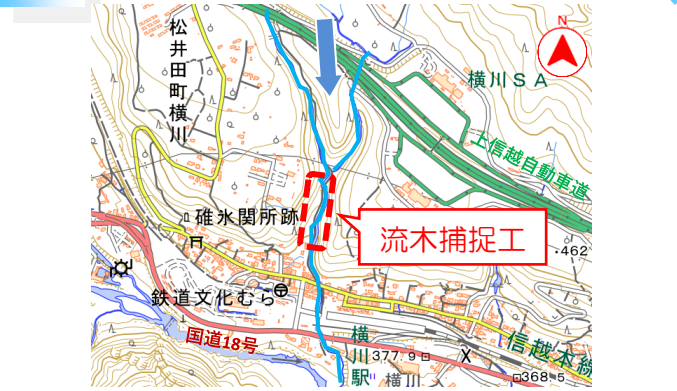 N
松井田町横川
横川SA
上信越自動車道
碓氷関所跡
流木捕捉工
・462
鉄道文化むら
国道18号
横川駅
377.9
信越本線
横川
368.5